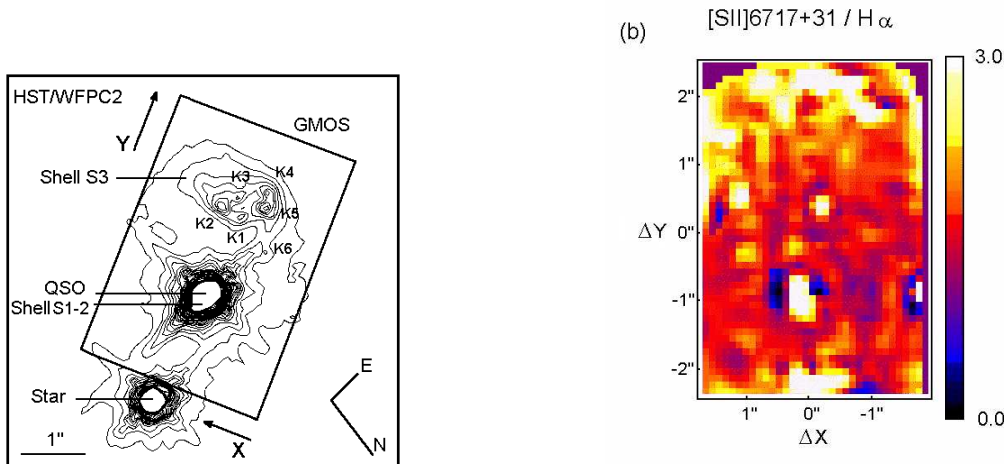 HST/WFPC2
GMOS
Y
Shell S3
K3
K4
K2
K5
K1
K6
QSO
Shell S1-2
Star
1"
X
E
N
(b)
[SII]6717+31 / H α
3.0
2"
1"
ΔY
0"
-1"
-2"
0.0
1"
0"
-1"
ΔX